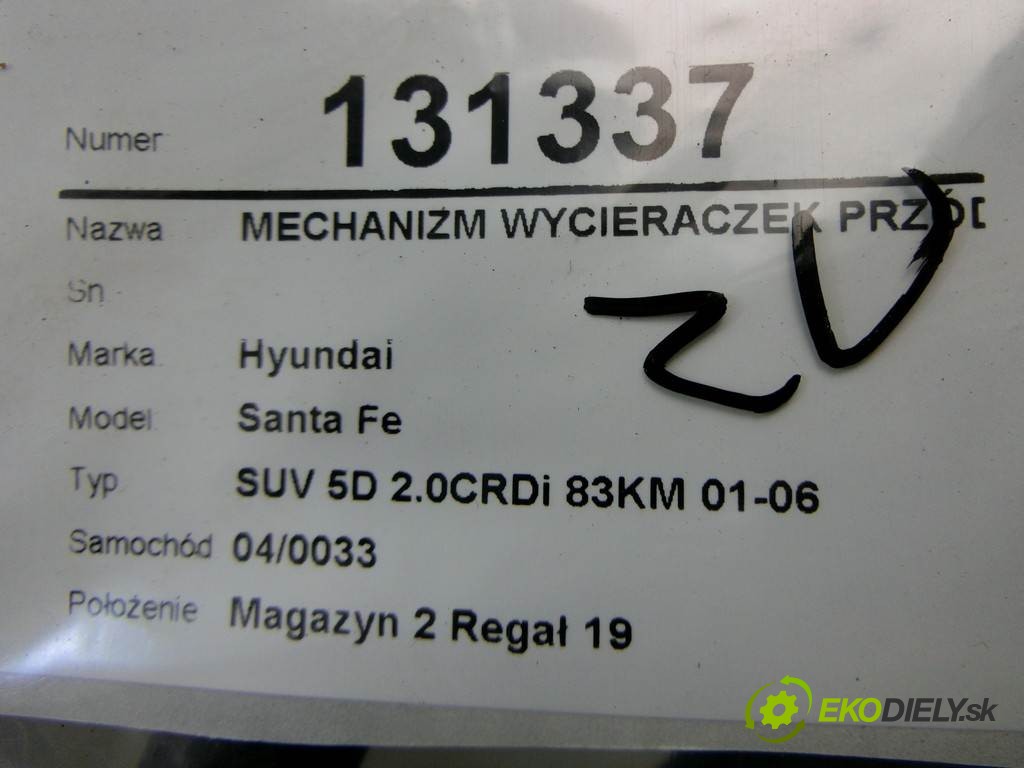 Numer 131337
Nazwa MECHANIZM WYCIERACZEK PRZÓD
Sn
Marka Hyundai
Model Santa Fe
Typ SUV 5D 2.0CRDi 83KM 01-06
Samochód 04/0033
Położenie Magazyn 2 Regał 19
EKODIELY.sk